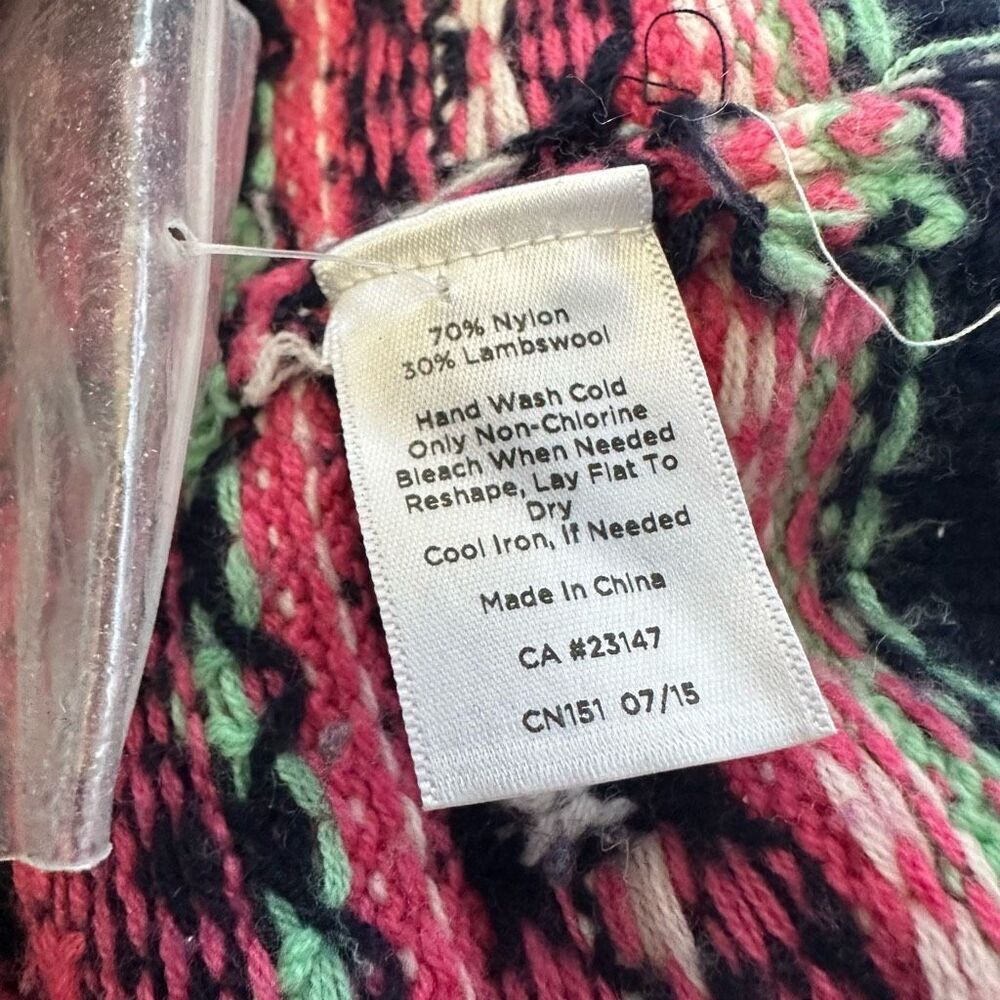 70% Nylon
30% Lambswool
Hand Wash Cold
Only Non-Chlorine
Bleach When Needed
Reshape, Lay Flat To
Dry
Cool Iron, If Needed
Made In China
CA #23147
CN151 07/15